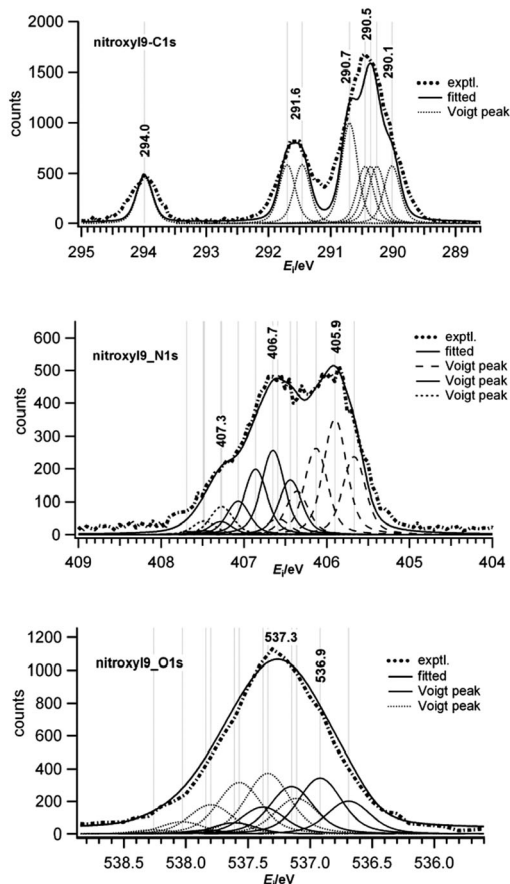 nitroxyl9-C1s
2000
1500
1000
500
0
counts
294.0
291.6
290.7
290.5
290.1
exptl.
fitted
Voigt peak
295 294 293 292 291 290 289
Ei/eV
nitroxyl9_N1s
600
500
400
300
200
100
0
counts
407.3
406.7
405.9
exptl.
fitted
Voigt peak
Voigt peak
Voigt peak
409 408 407 406 405 404
Ei/eV
nitroxyl9_O1s
1200
1000
800
600
400
200
0
counts
537.3
536.9
exptl.
fitted
Voigt peak
Voigt peak
538.5 538.0 537.5 537.0 536.5 536.0
Ei/eV